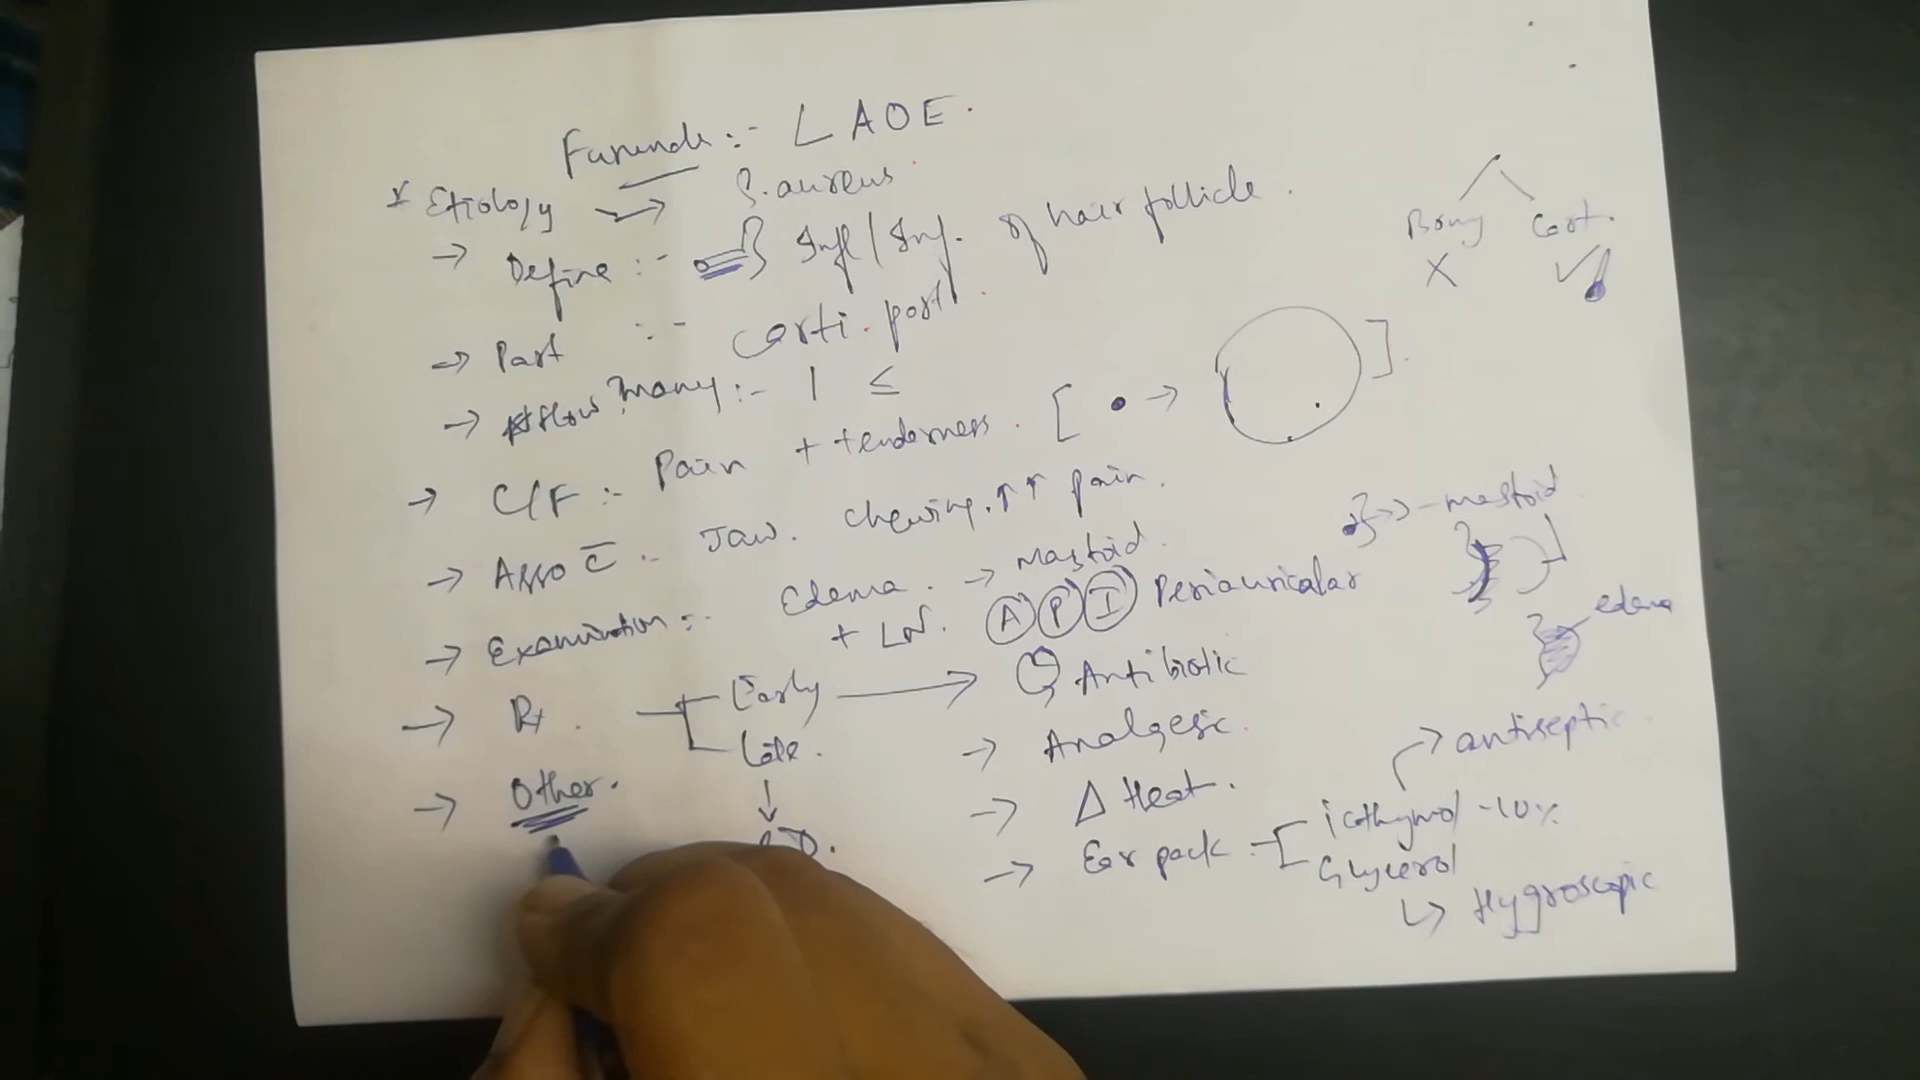 Furuncle :- LAOE.
* Etiology → S. aureus
→ Define :- Infl/Inf. of hair follicle.
Bony Cart.
X ✓
→ Part :- Carti. part.
→ How many :- 1 ≤
→ C/F :- Pain + tenderness. [ • → ].
→ Asso c̄ :- Jaw. Chewing. ↑↑ pain.
→ - mastoid
→ Examination :- Edema. → Mastoid.
+ LN. A P I Periauricular
edema
→ Rx. Early → Antibiotic
Late. → Analgesic.
→ antiseptic
→ Other. ↓ → Δ Heat.
D. → Ear pack :- icthymol -10%
Glycerol
↳ Hygroscopic